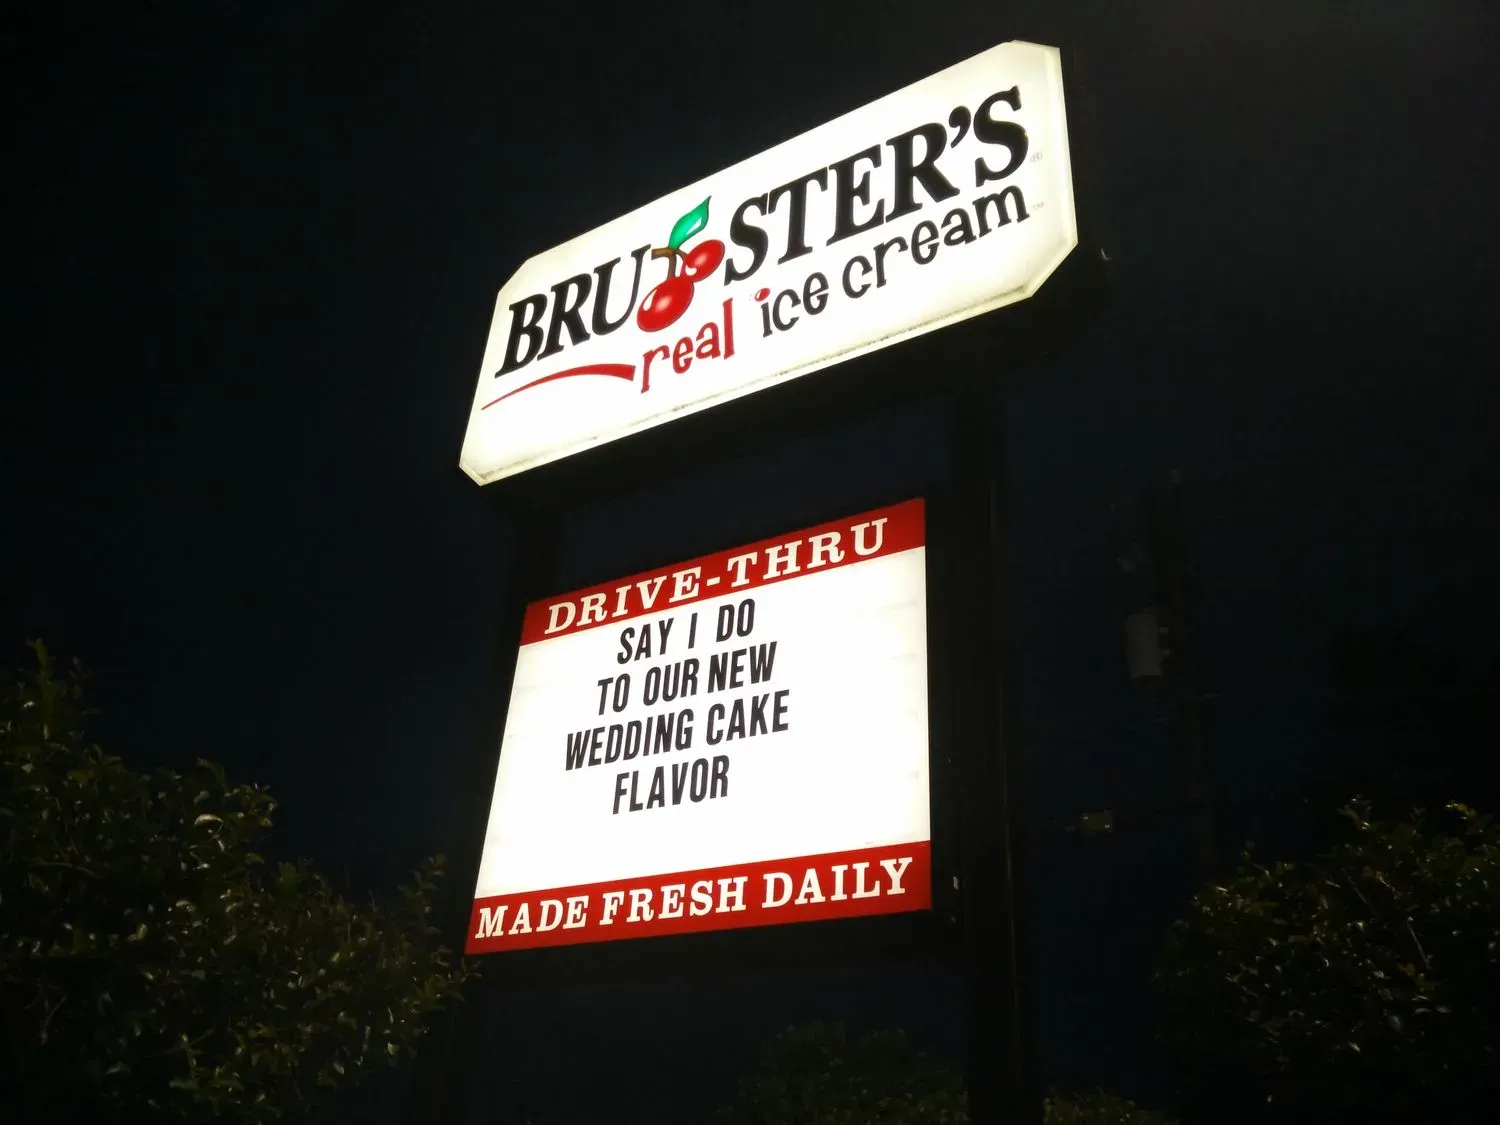 BRUSTER'S
real ice cream
DRIVE-THRU
SAY I DO
TO OUR NEW
WEDDING CAKE
FLAVOR
MADE FRESH DAILY